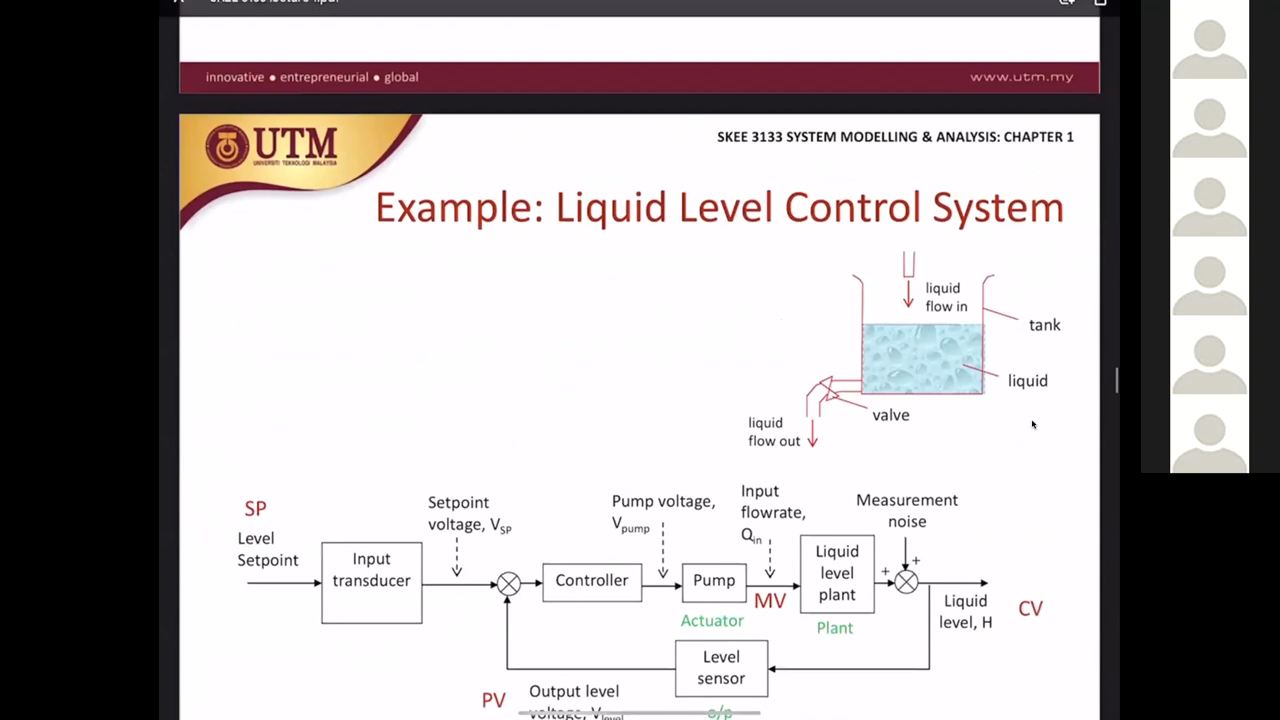 innovative ● entrepreneurial ● global
www.utm.my
UTM
UNIVERSITI TEKNOLOGI MALAYSIA
SKEE 3133 SYSTEM MODELLING & ANALYSIS: CHAPTER 1
Example: Liquid Level Control System
liquid
flow in
tank
liquid
valve
liquid
flow out
SP
Level
Setpoint
Input
transducer
Setpoint
voltage, VSP
Controller
Pump voltage,
Vpump
Pump
Actuator
Input
flowrate,
Qin
MV
Liquid
level
plant
Plant
Measurement
noise
+
+
Liquid
level, H
CV
Level
sensor
PV
Output level
voltage, Vlevel
o/p